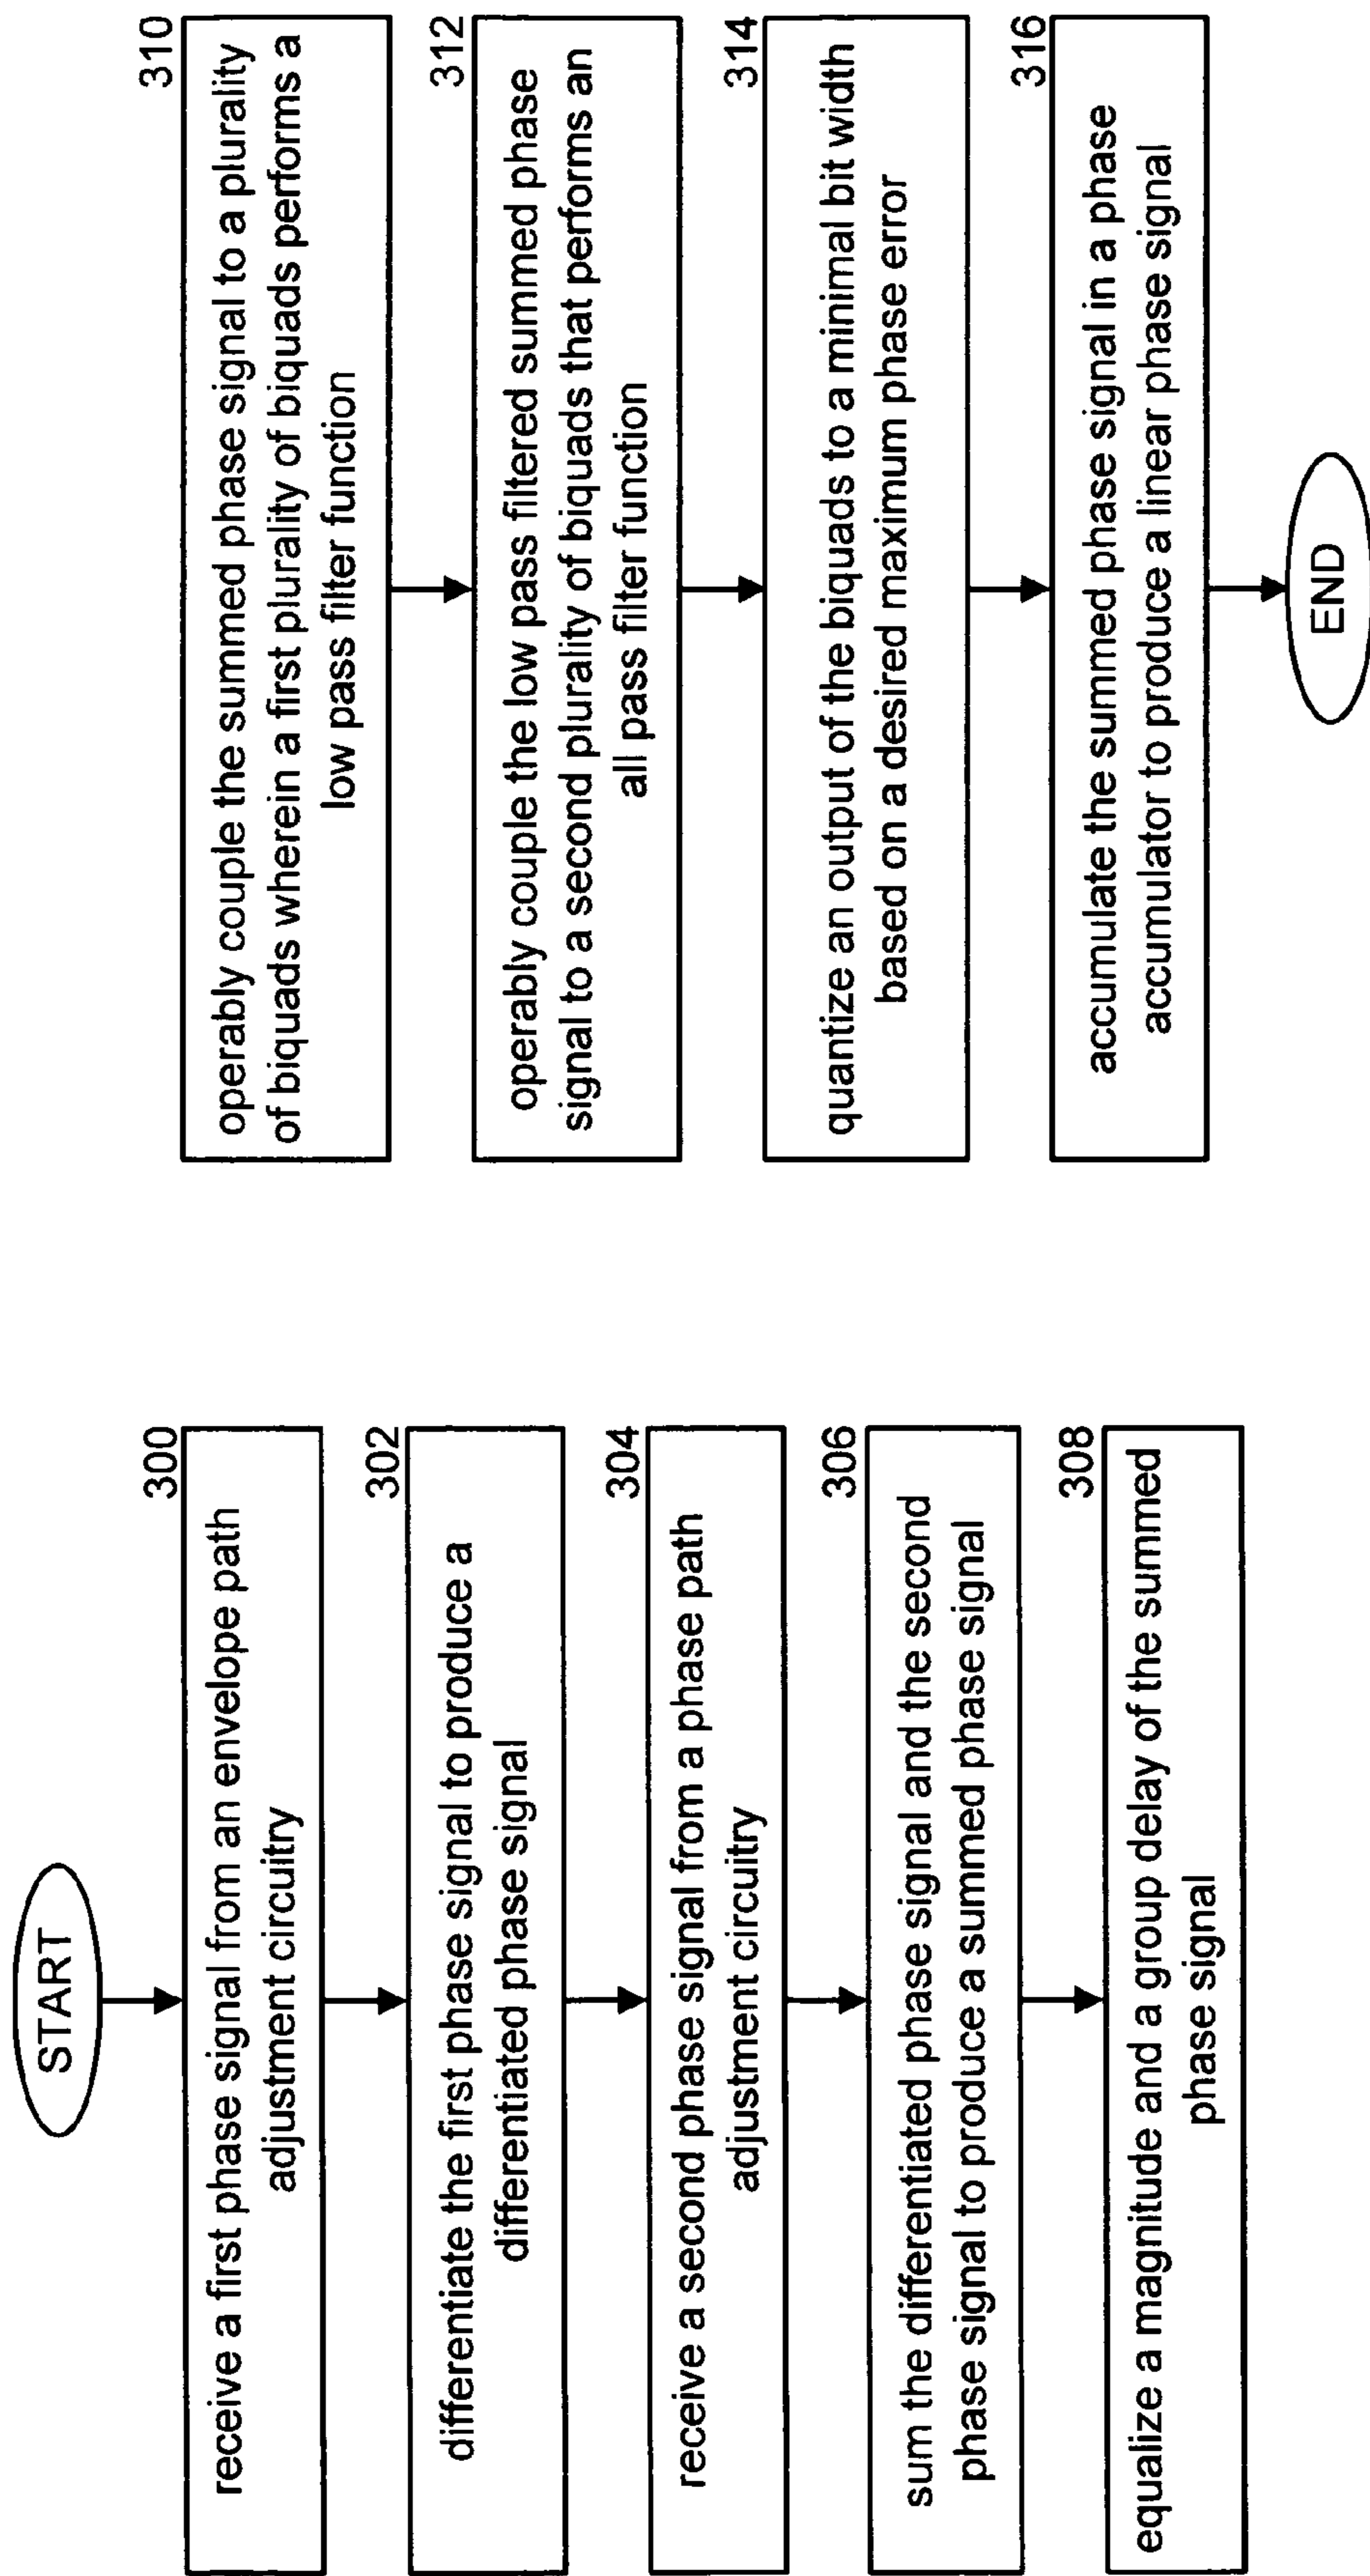 START
300
receive a first phase signal from an envelope path
adjustment circuitry
302
differentiate the first phase signal to produce a
differentiated phase signal
304
receive a second phase signal from a phase path
adjustment circuitry
306
sum the differentiated phase signal and the second
phase signal to produce a summed phase signal
308
equalize a magnitude and a group delay of the summed
phase signal
310
operably couple the summed phase signal to a plurality
of biquads wherein a first plurality of biquads performs a
low pass filter function
312
operably couple the low pass filtered summed phase
signal to a second plurality of biquads that performs an
all pass filter function
314
quantize an output of the biquads to a minimal bit width
based on a desired maximum phase error
316
accumulate the summed phase signal in a phase
accumulator to produce a linear phase signal
END